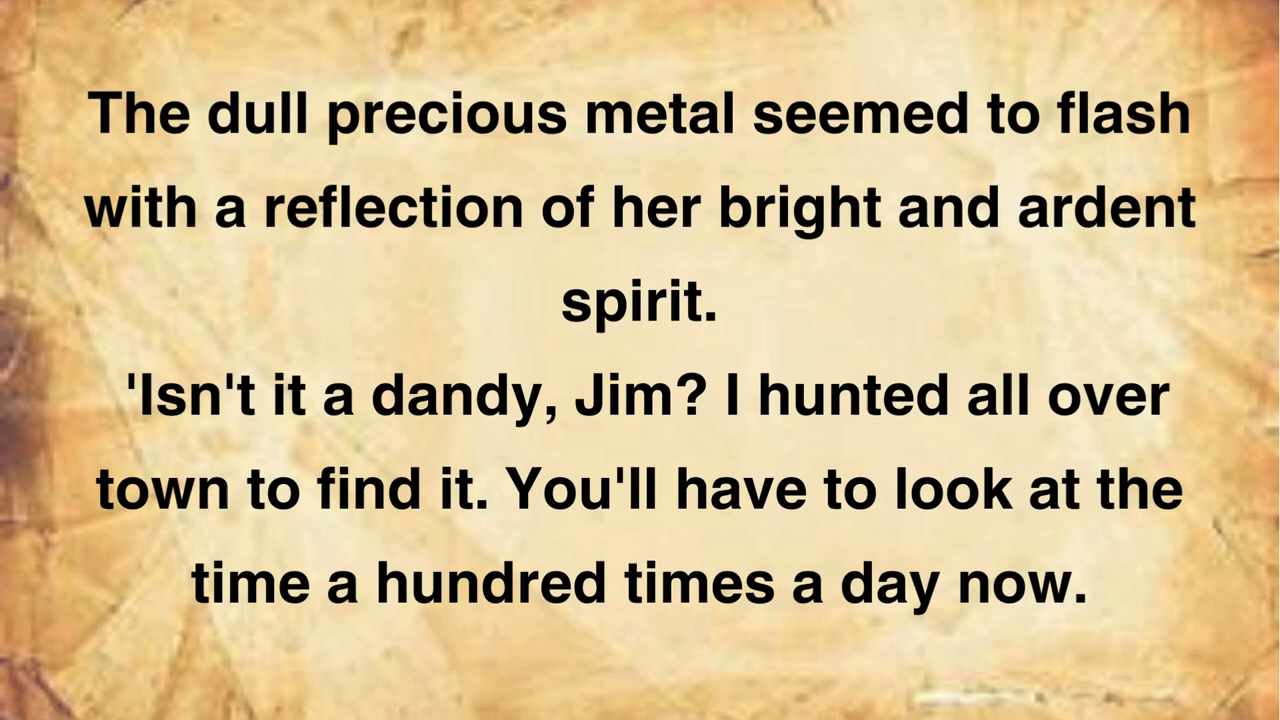 The dull precious metal seemed to flash
with a reflection of her bright and ardent
spirit.
'Isn't it a dandy, Jim? I hunted all over
town to find it. You'll have to look at the
time a hundred times a day now.